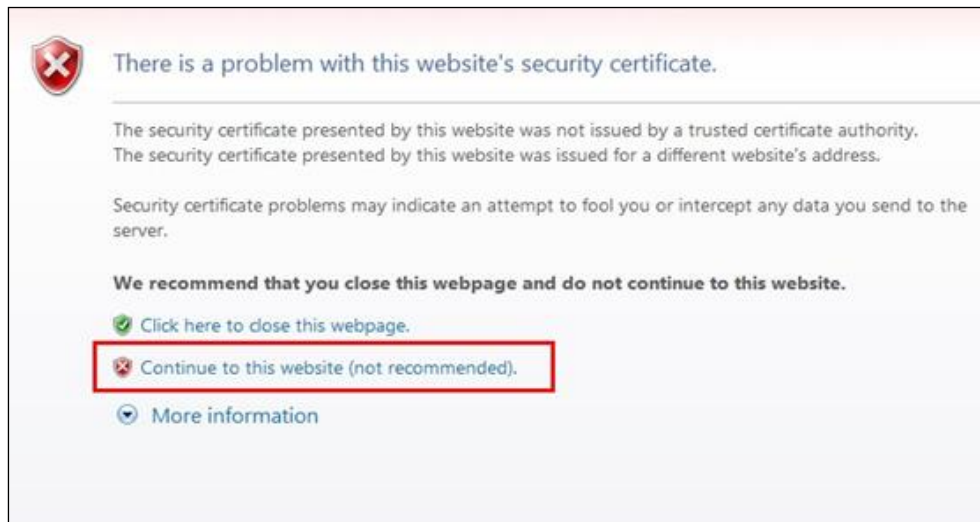 There is a problem with this website's security certificate.
The security certificate presented by this website was not issued by a trusted certificate authority.
The security certificate presented by this website was issued for a different website's address.
Security certificate problems may indicate an attempt to fool you or intercept any data you send to the
server.
We recommend that you close this webpage and do not continue to this website.
Click here to close this webpage.
Continue to this website (not recommended).
More information